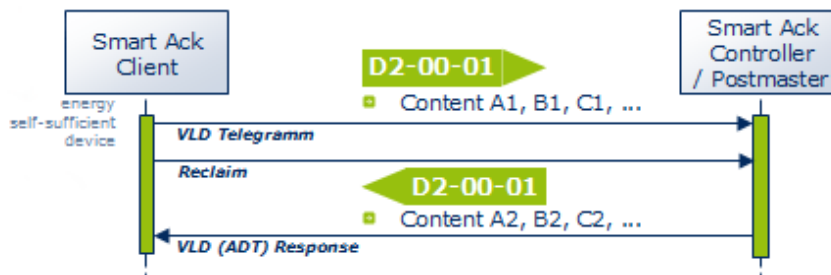 Smart Ack
Client
Smart Ack
Controller
/ Postmaster
D2-00-01
energy
self-sufficient
device
Content A1, B1, C1, ...
VLD Telegramm
Reclaim
D2-00-01
Content A2, B2, C2, ...
VLD (ADT) Response